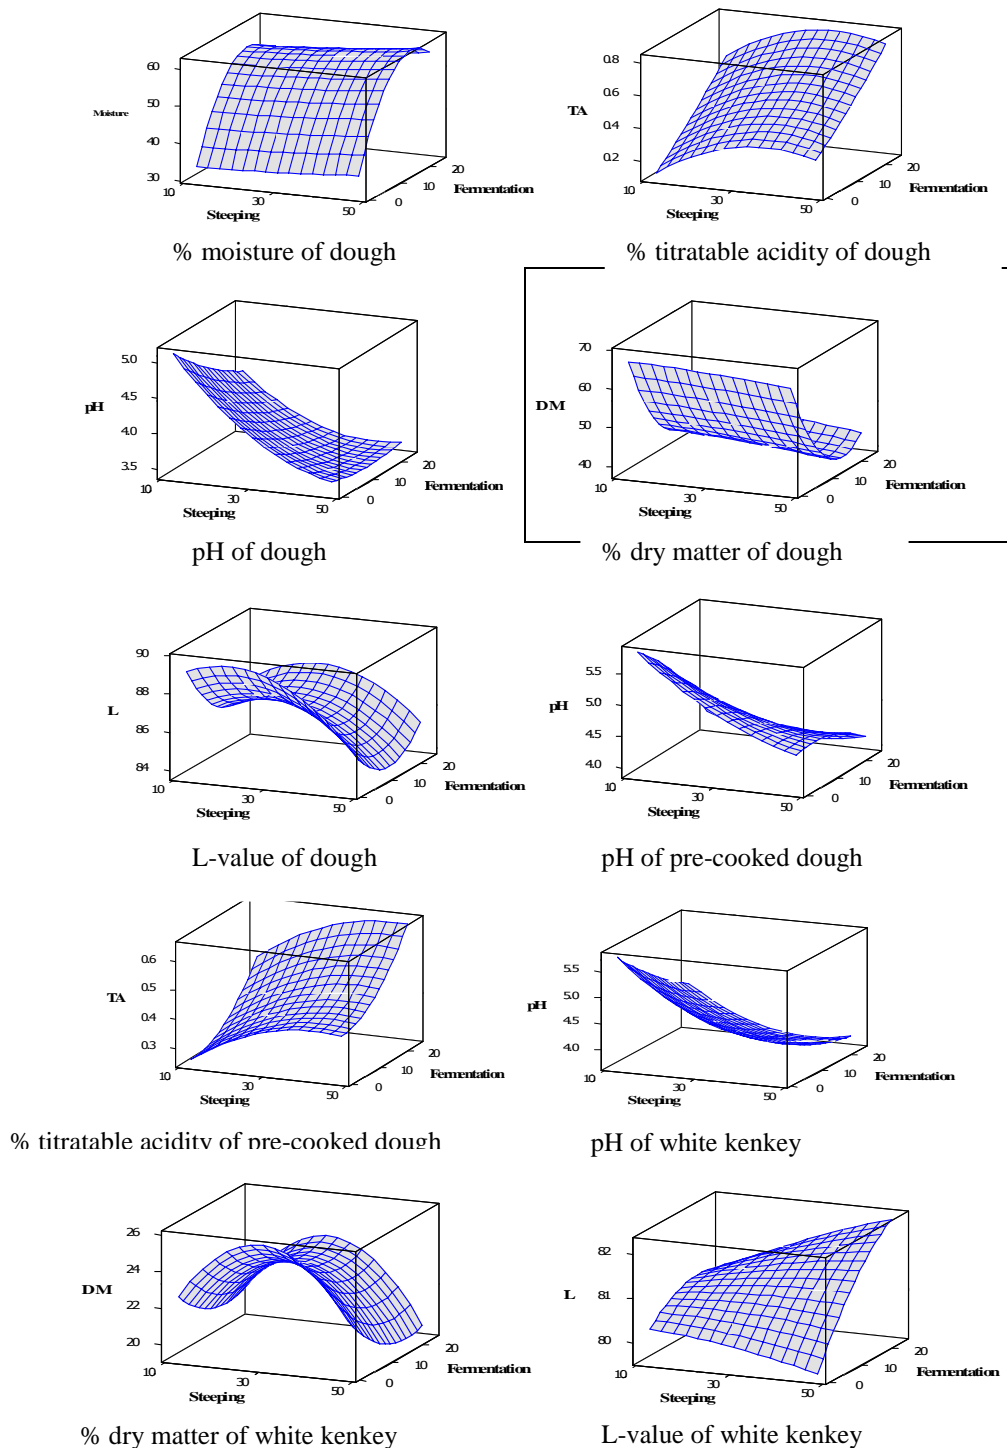 60
50
Moisture
40
30
10
30
50
Steeping
0
10
20
Fermentation
% moisture of dough
0.8
0.6
TA
0.4
0.2
10
30
50
Steeping
0
10
20
Fermentation
% titratable acidity of dough
5.0
4.5
pH
4.0
3.5
10
30
50
Steeping
0
10
20
Fermentation
pH of dough
70
60
DM
50
40
10
30
50
Steeping
0
10
20
Fermentation
% dry matter of dough
90
88
L
86
84
10
30
50
Steeping
0
10
20
Fermentation
L-value of dough
5.5
5.0
pH
4.5
4.0
10
30
50
Steeping
0
10
20
Fermentation
pH of pre-cooked dough
0.6
0.5
TA
0.4
0.3
10
30
50
Steeping
0
10
20
Fermentation
% titratable acidity of pre-cooked dough
5.5
5.0
pH
4.5
4.0
10
30
50
Steeping
0
10
20
Fermentation
pH of white kenkey
26
24
DM
22
20
10
30
50
Steeping
0
10
20
Fermentation
% dry matter of white kenkey
82
L
81
80
10
30
50
Steeping
0
10
20
Fermentation
L-value of white kenkey